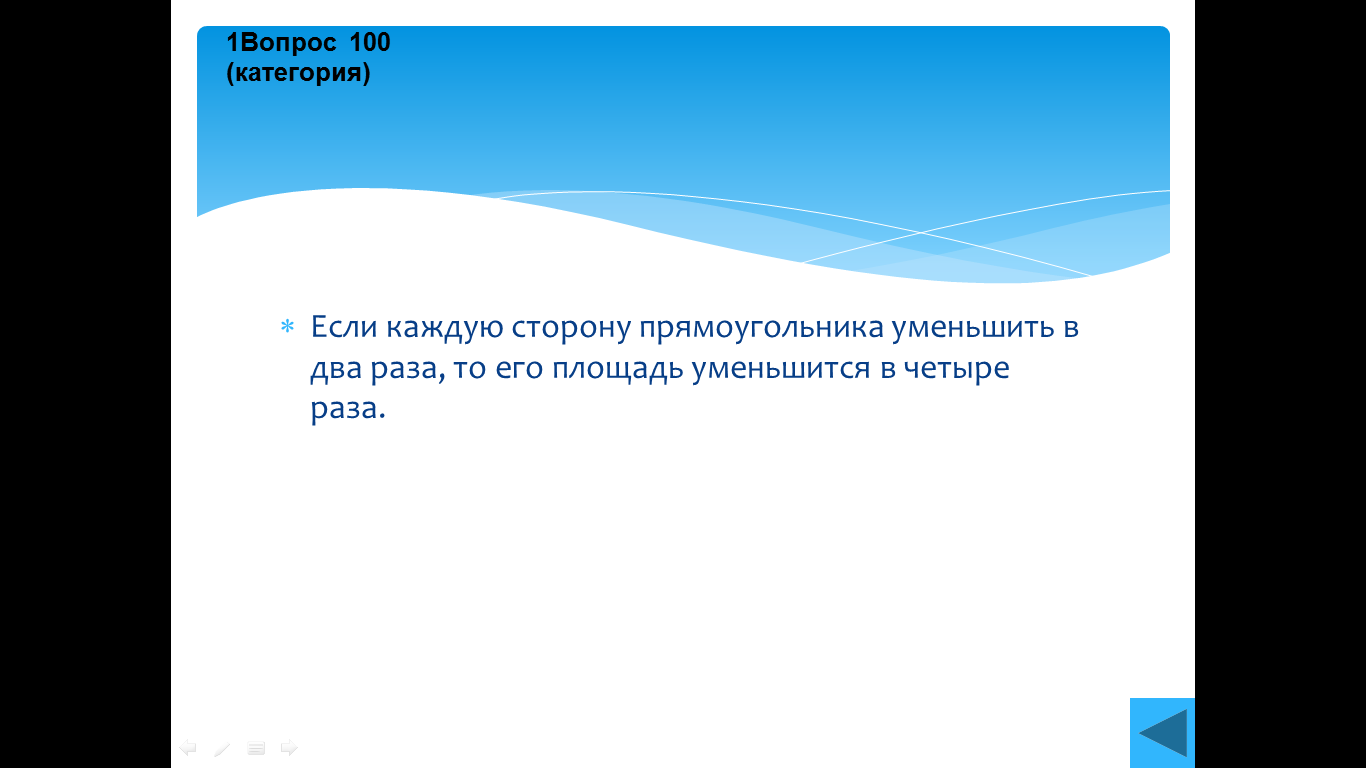 1Вопрос 100
(категория)
* Если каждую сторону прямоугольника уменьшить в
два раза, то его площадь уменьшится в четыре
раза.